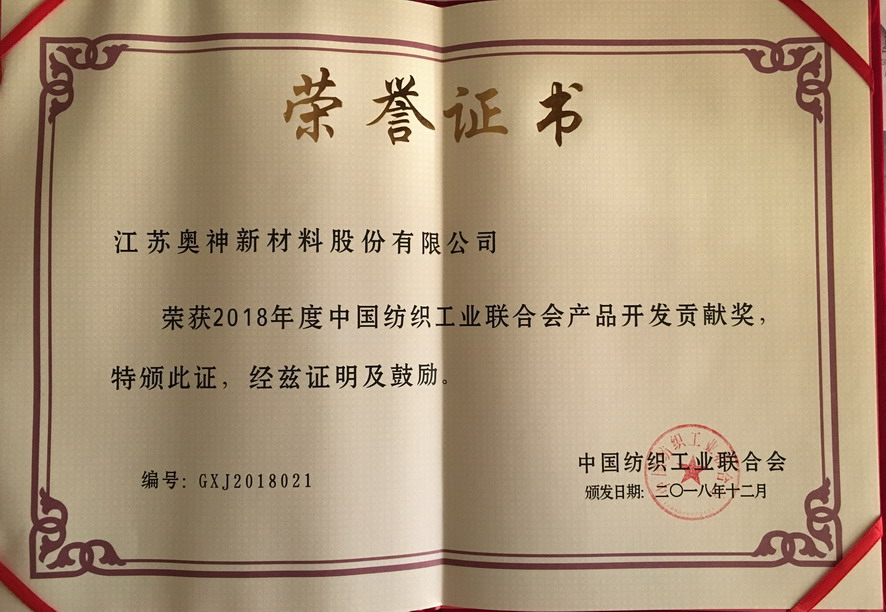 荣誉证书
江苏奥神新材料股份有限公司
荣获2018年度中国纺织工业联合会产品开发贡献奖，
特颁此证，经兹证明及鼓励。
编号：GXJ2018021
中国纺织工业联合会
颁发日期：二〇一八年十二月